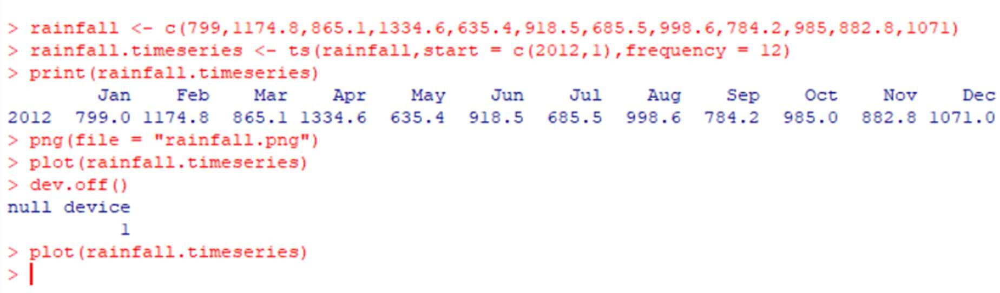 > rainfall <- c(799,1174.8,865.1,1334.6,635.4,918.5,685.5,998.6,784.2,985,882.8,1071)
> rainfall.timeseries <- ts(rainfall,start = c(2012,1),frequency = 12)
> print(rainfall.timeseries)
        Jan    Feb    Mar    Apr    May    Jun    Jul    Aug    Sep    Oct    Nov    Dec
2012  799.0 1174.8  865.1 1334.6  635.4  918.5  685.5  998.6  784.2  985.0  882.8 1071.0
> png(file = "rainfall.png")
> plot(rainfall.timeseries)
> dev.off()
null device
          1
> plot(rainfall.timeseries)
>